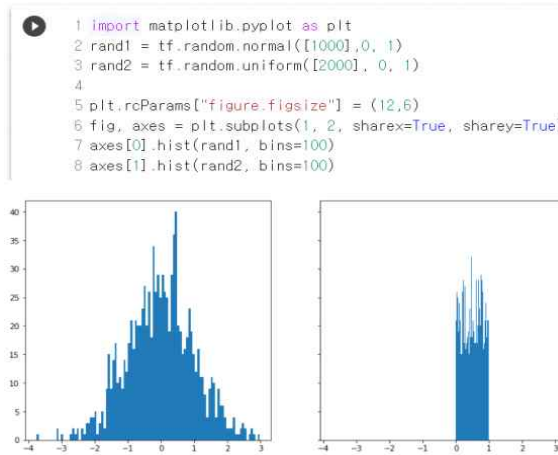 1 import matplotlib.pyplot as plt
2 rand1 = tf.random.normal([1000],0, 1)
3 rand2 = tf.random.uniform([2000], 0, 1)
4
5 plt.rcParams["figure.figsize"] = (12,6)
6 fig, axes = plt.subplots(1, 2, sharex=True, sharey=True
7 axes[0].hist(rand1, bins=100)
8 axes[1].hist(rand2, bins=100)
40
35
30
25
20
15
10
5
0
-4 -3 -2 -1 0 1 2 3
-4 -3 -2 -1 0 1 2 3